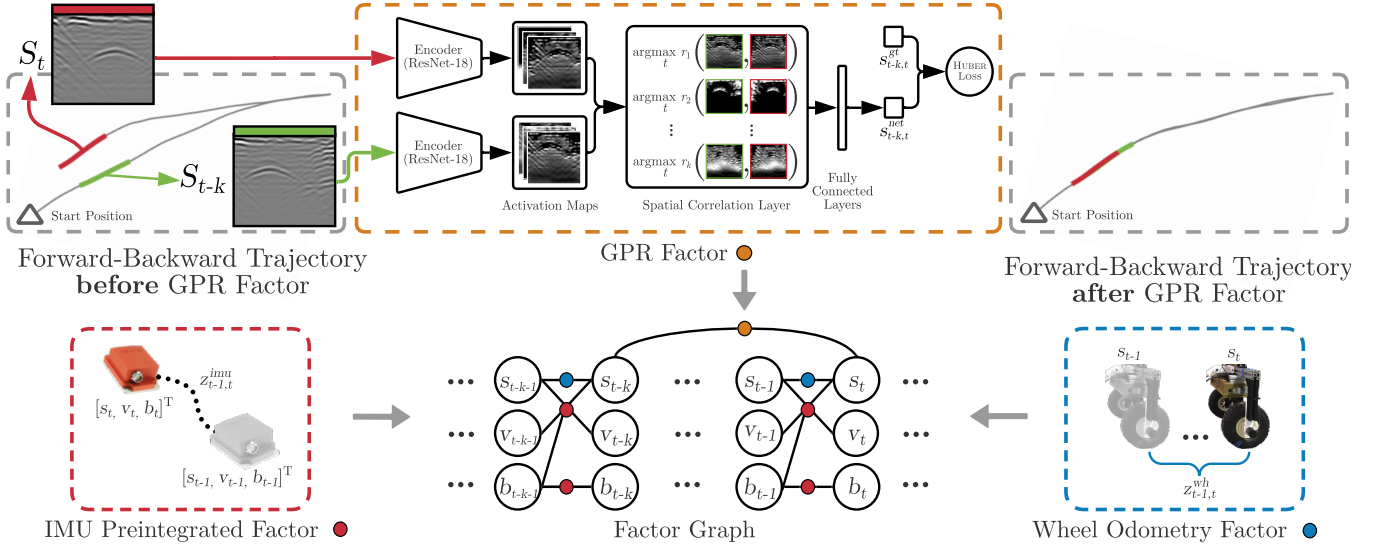 S_t
S_{t-k}
Start Position
Forward-Backward Trajectory
before GPR Factor
Encoder
(ResNet-18)
Encoder
(ResNet-18)
Activation Maps
argmax r_1 ( , )
t
argmax r_2 ( , )
t
⋮ ⋮
argmax r_k ( , )
t
Spatial Correlation Layer
Fully
Connected
Layers
s^{gt}_{t-k,t}
s^{net}_{t-k,t}
Huber
Loss
GPR Factor
Start Position
Forward-Backward Trajectory
after GPR Factor
z^{imu}_{t-1,t}
[s_t, v_t, b_t]^T
[s_{t-1}, v_{t-1}, b_{t-1}]^T
IMU Preintegrated Factor
... s_{t-k-1} s_{t-k} ... s_{t-1} s_t ...
... v_{t-k-1} v_{t-k} ... v_{t-1} v_t ...
... b_{t-k-1} b_{t-k} ... b_{t-1} b_t ...
Factor Graph
s_{t-1} s_t
...
z^{wh}_{t-1,t}
Wheel Odometry Factor